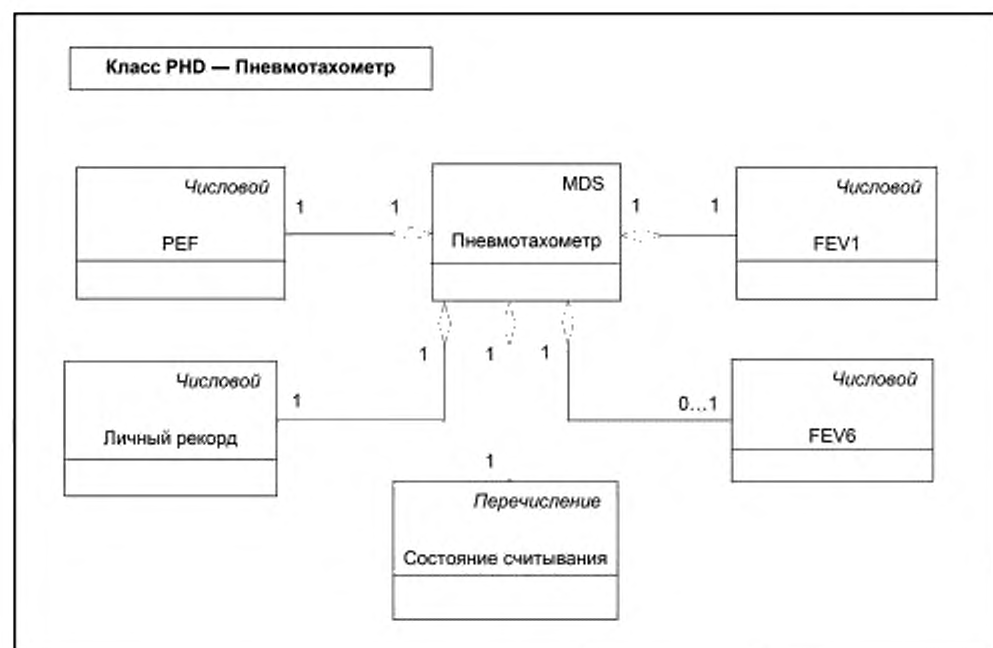 Класс PHD — Пневмотахометр
Числовой
1
PEF
1
MDS
Пневмотахометр
1
1
Числовой
FEV1
Числовой
1
Личный рекорд
1
1
1
0...1
Числовой
FEV6
1
Перечисление
Состояние считывания